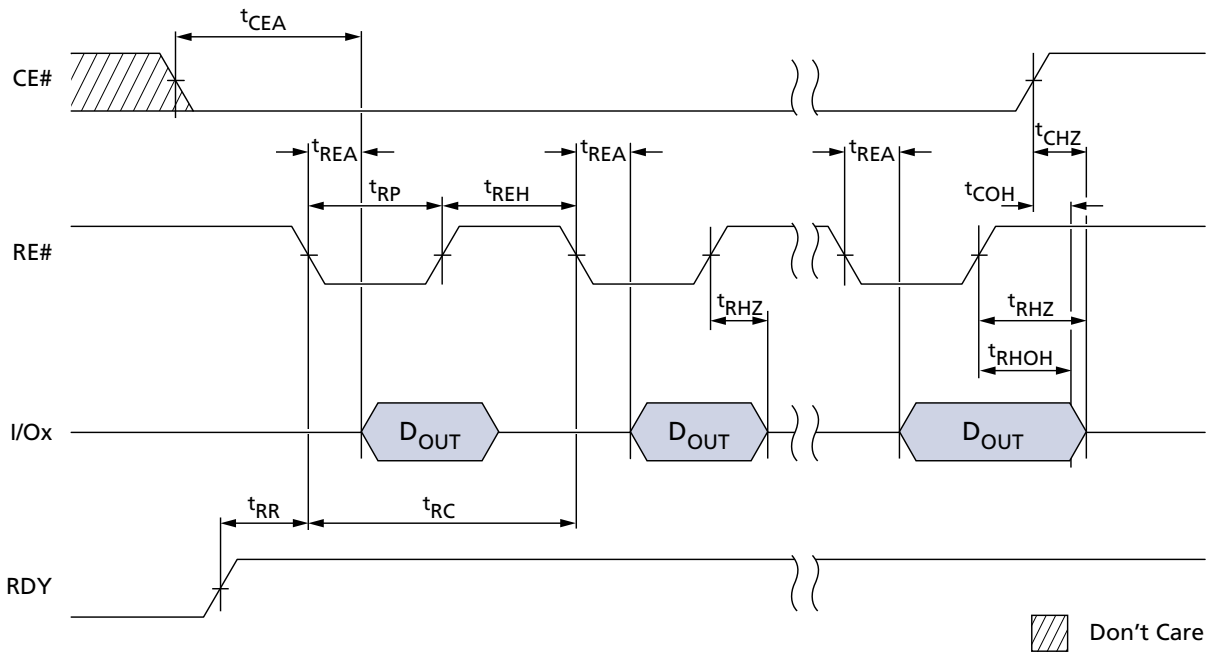 tCEA
CE#
tCHZ
tREA
tREA
tREA
tRP
tREH
tCOH
RE#
tRHZ
tRHZ
tRHOH
I/Ox
DOUT
DOUT
DOUT
tRR
tRC
RDY
Don't Care